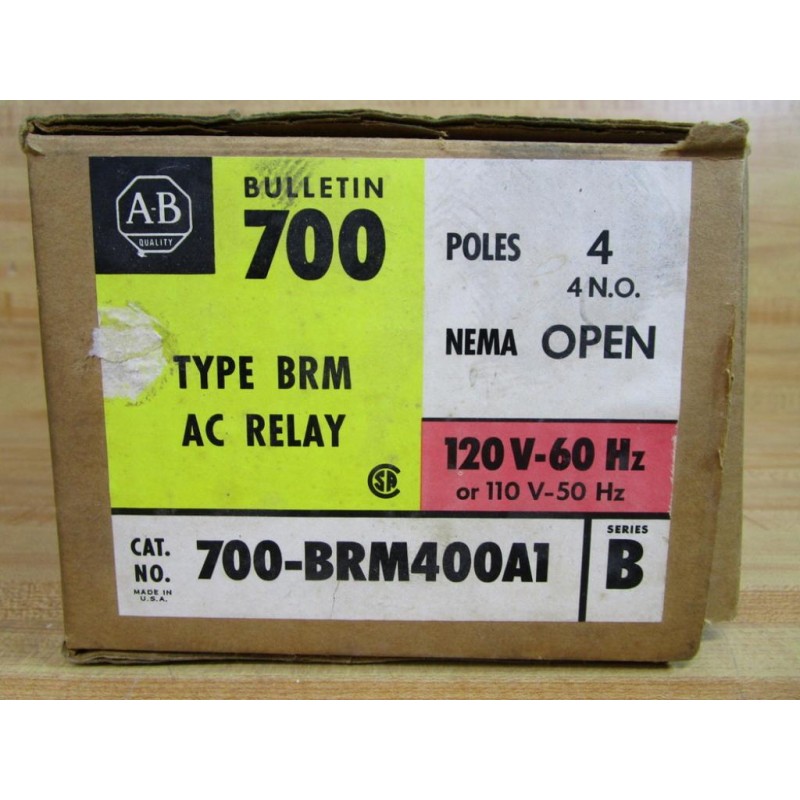 A-B
QUALITY
BULLETIN
700
TYPE BRM
AC RELAY
SA
POLES 4
4 N.O.
NEMA OPEN
120 V-60 Hz
or 110 V-50 Hz
CAT.
NO.
700-BRM400A1
MADE IN
U.S.A.
SERIES
B